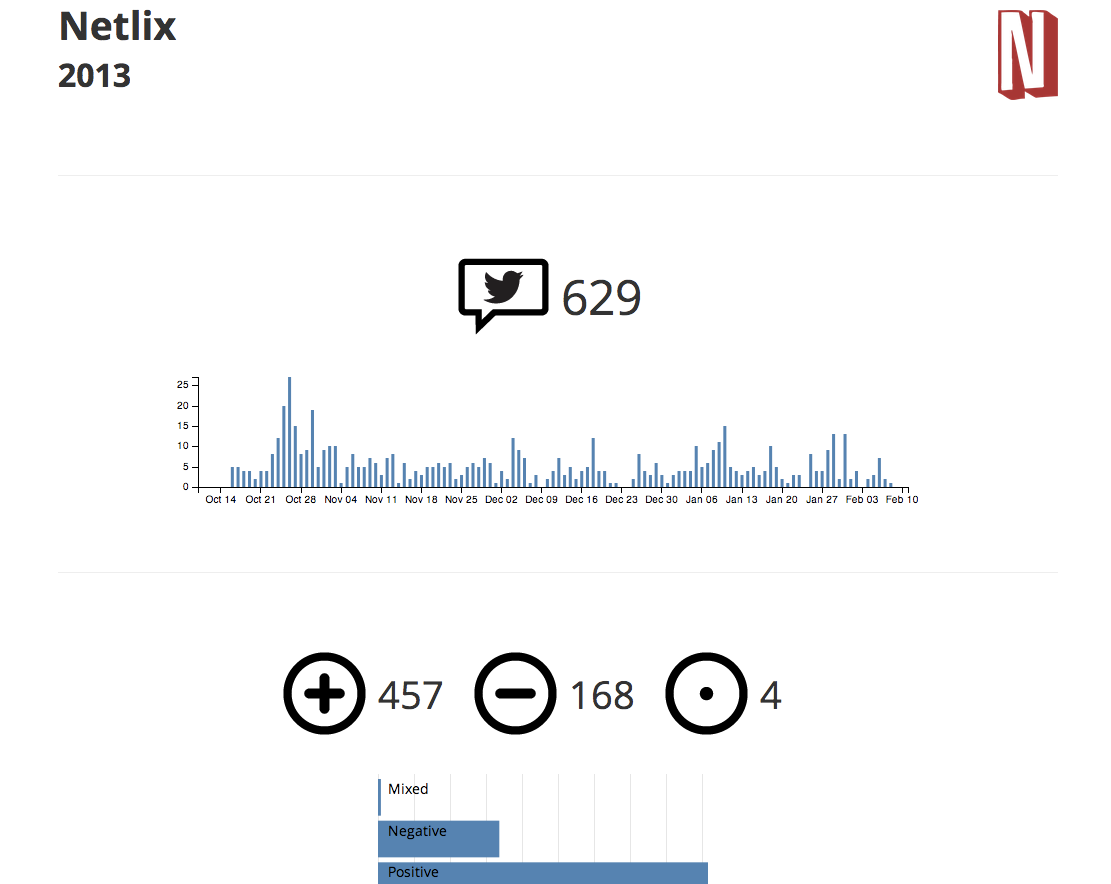 Netlix
2013
N
629
25
20
15
10
5
0
Oct 14 Oct 21 Oct 28 Nov 04 Nov 11 Nov 18 Nov 25 Dec 02 Dec 09 Dec 16 Dec 23 Dec 30 Jan 06 Jan 13 Jan 20 Jan 27 Feb 03 Feb 10
457 168 4
Mixed
Negative
Positive